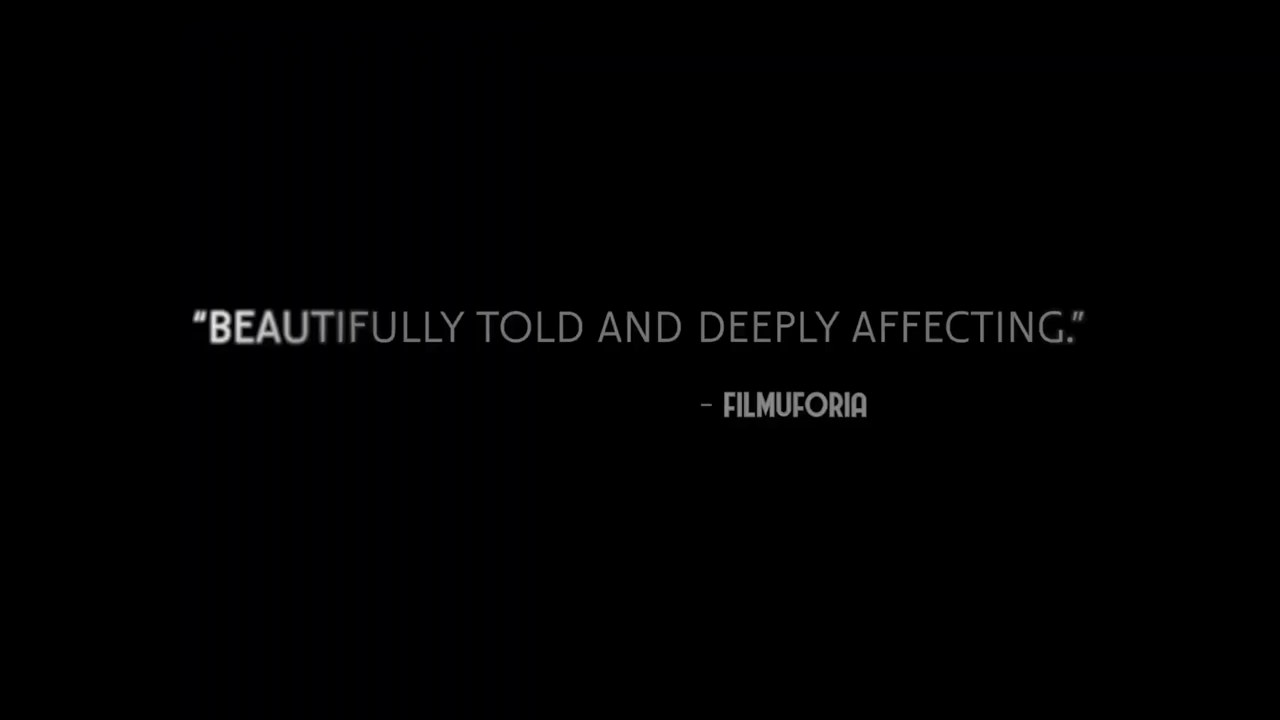 “BEAUTIFULLY TOLD AND DEEPLY AFFECTING.”
– FILMUFORIA